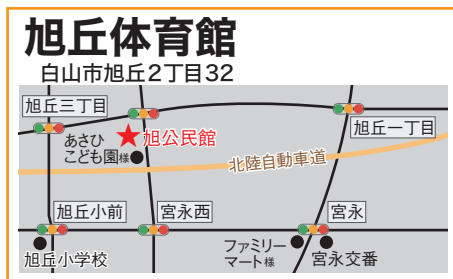 旭丘体育館
白山市旭丘2丁目32
旭丘三丁目
旭丘一丁目
あさひ
こども園様
旭公民館
北陸自動車道
旭丘小前
宮永西
宮永
旭丘小学校
ファミリー
マート様
宮永交番